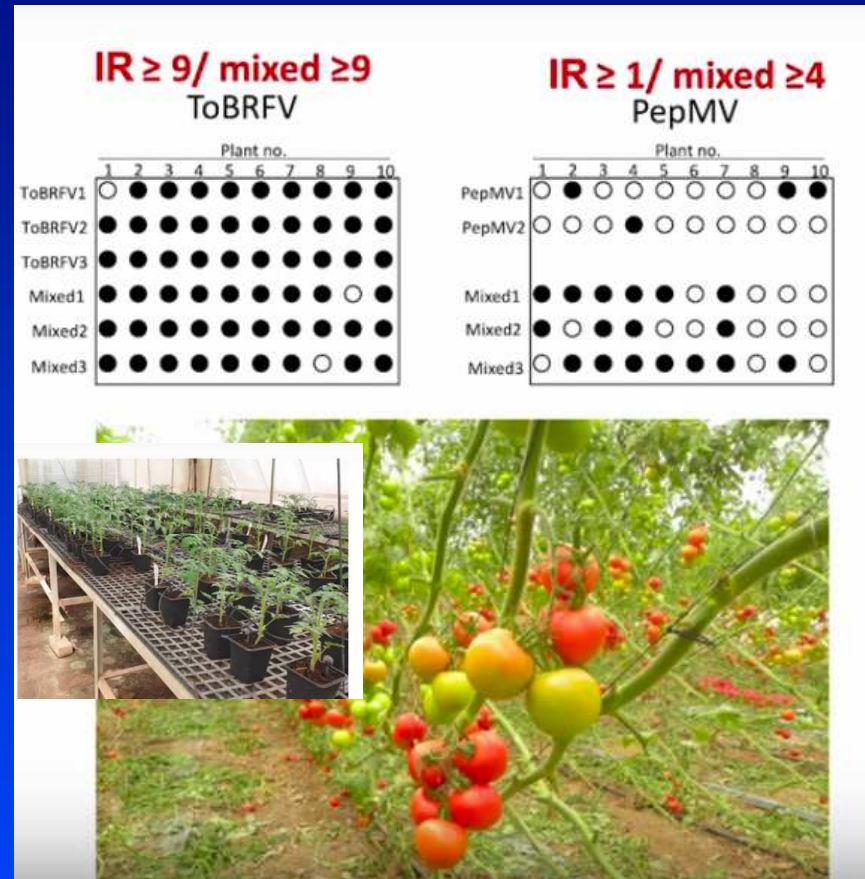 IR ≥ 9/ mixed ≥9
ToBRFV
Plant no.
1 2 3 4 5 6 7 8 9 10
ToBRFV1
ToBRFV2
ToBRFV3
Mixed1
Mixed2
Mixed3
IR ≥ 1/ mixed ≥4
PepMV
Plant no.
1 2 3 4 5 6 7 8 9 10
PepMV1
PepMV2
Mixed1
Mixed2
Mixed3